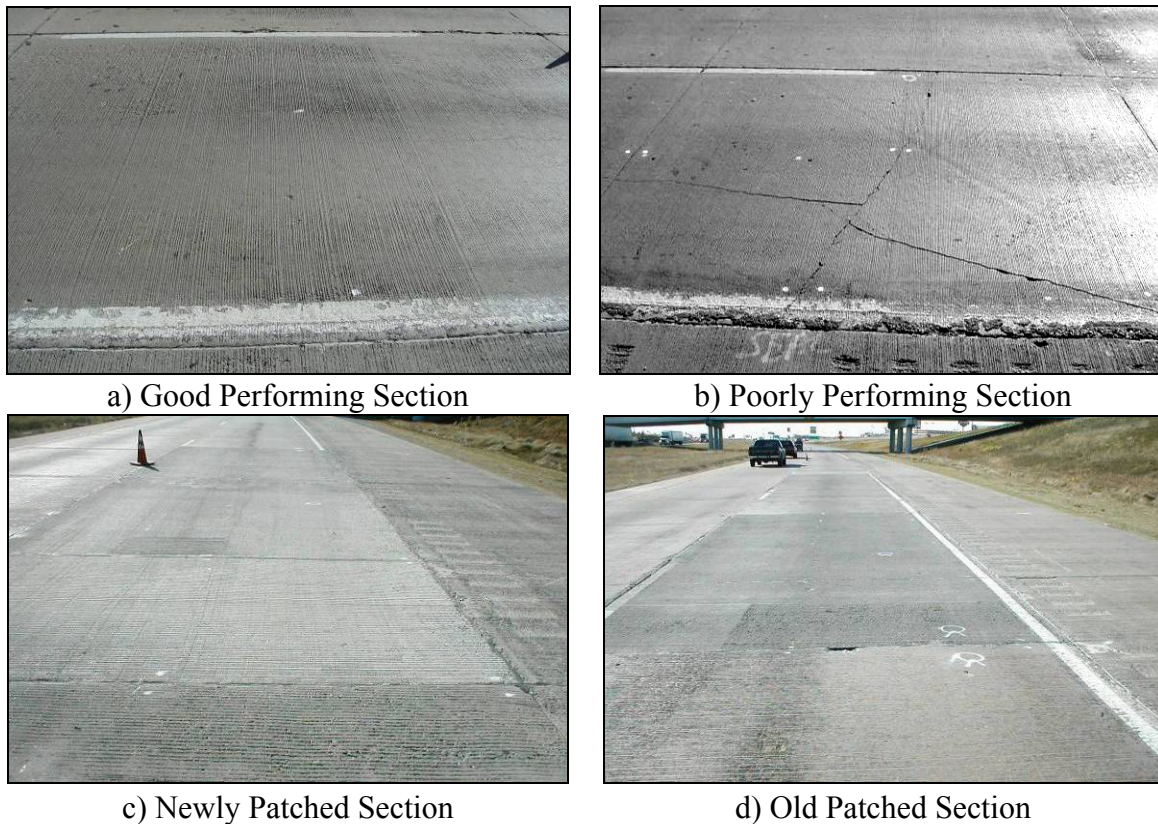 a) Good Performing Section
b) Poorly Performing Section
c) Newly Patched Section
d) Old Patched Section